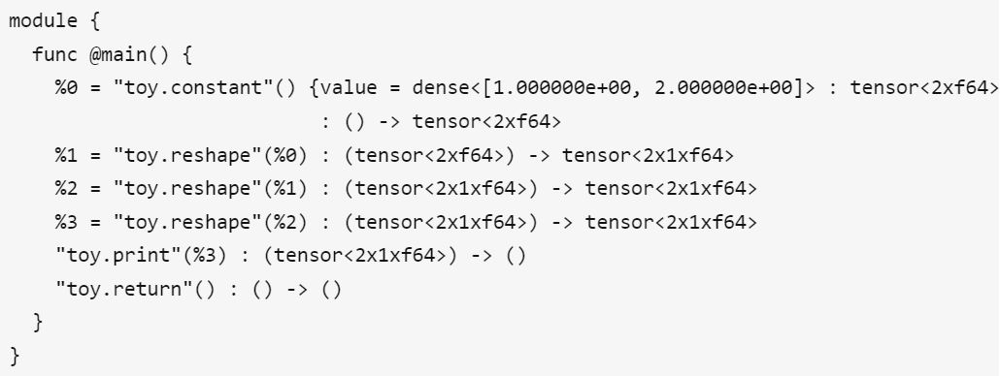 module {
  func @main() {
    %0 = "toy.constant"() {value = dense<[1.000000e+00, 2.000000e+00]> : tensor<2xf64>
                           : () -> tensor<2xf64>
    %1 = "toy.reshape"(%0) : (tensor<2xf64>) -> tensor<2x1xf64>
    %2 = "toy.reshape"(%1) : (tensor<2x1xf64>) -> tensor<2x1xf64>
    %3 = "toy.reshape"(%2) : (tensor<2x1xf64>) -> tensor<2x1xf64>
    "toy.print"(%3) : (tensor<2x1xf64>) -> ()
    "toy.return"() : () -> ()
  }
}